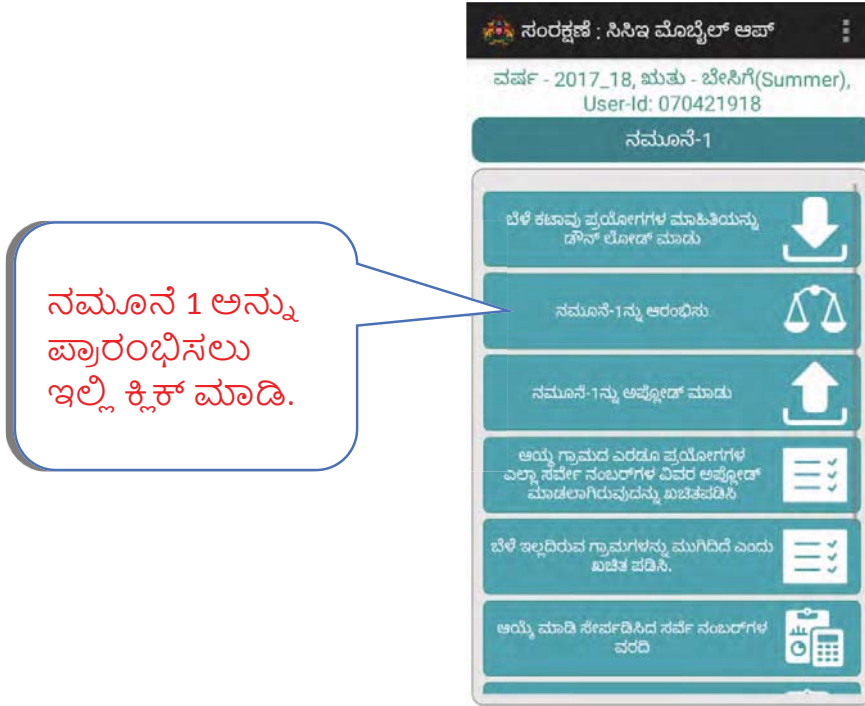 ನಮೂನೆ 1 ಅನ್ನು
ಪ್ರಾರಂಭಿಸಲು
ಇಲ್ಲಿ ಕ್ಲಿಕ್ ಮಾಡಿ.
ಸಂರಕ್ಷಣೆ : ಸಿಸಿಇ ಮೊಬೈಲ್ ಆಪ್
ವರ್ಷ - 2017_18, ಋತು - ಬೇಸಿಗೆ(Summer),
User-Id: 070421918
ನಮೂನೆ-1
ಬೆಳೆ ಕಟಾವು ಪ್ರಯೋಗಗಳ ಮಾಹಿತಿಯನ್ನು
ಡೌನ್ ಲೋಡ್ ಮಾಡು
ನಮೂನೆ-1ನ್ನು ಆರಂಭಿಸು
ನಮೂನೆ-1ನ್ನು ಅಪ್ಲೋಡ್ ಮಾಡು
ಆಯ್ದ ಗ್ರಾಮದ ಎರಡೂ ಪ್ರಯೋಗಗಳ
ಎಲ್ಲಾ ಸರ್ವೇ ನಂಬರ್‌ಗಳ ವಿವರ ಅಪ್ಲೋಡ್
ಮಾಡಲಾಗಿರುವುದನ್ನು ಖಚಿತಪಡಿಸಿ
ಬೆಳೆ ಇಲ್ಲದಿರುವ ಗ್ರಾಮಗಳನ್ನು ಮುಗಿದಿದೆ ಎಂದು
ಖಚಿತ ಪಡಿಸಿ.
ಆಯ್ಕೆ ಮಾಡಿ ಸೇರ್ಪಡಿಸಿದ ಸರ್ವೆ ನಂಬರ್‌ಗಳ
ವರದಿ